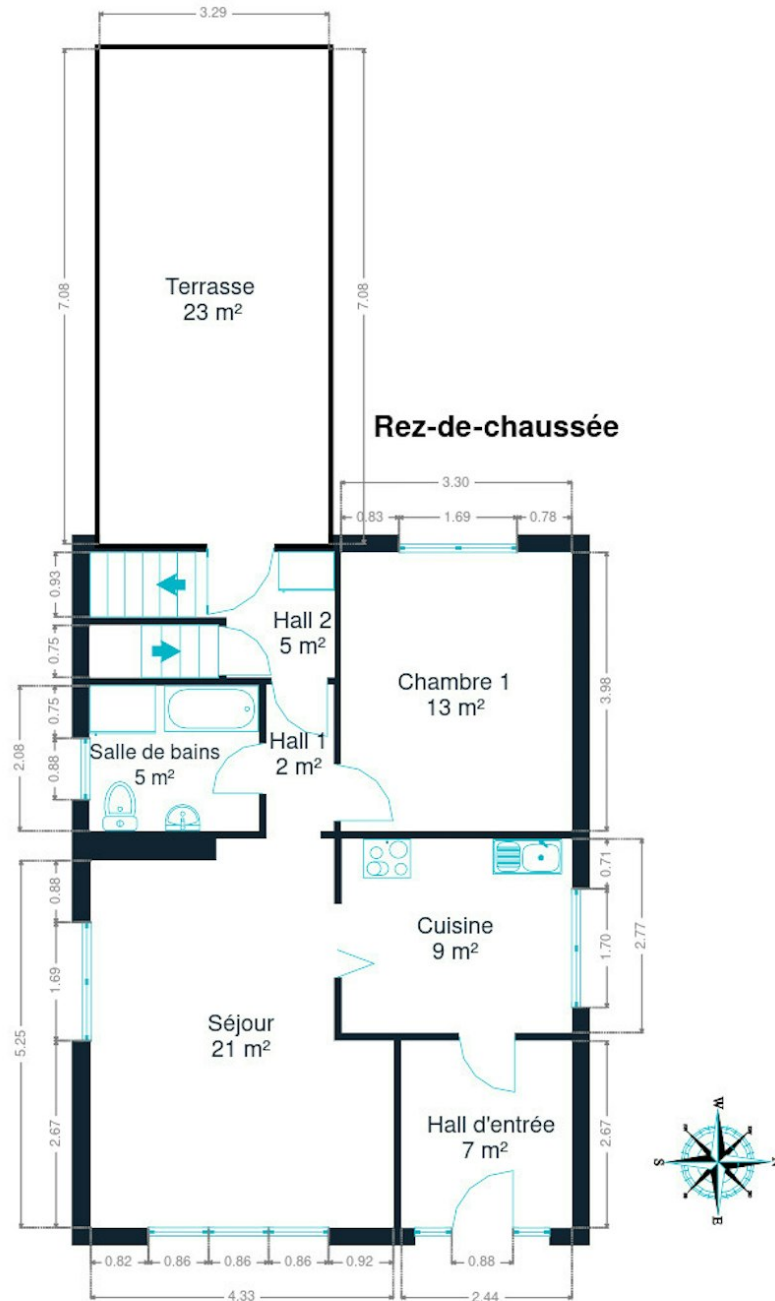 3.29
7.08
7.08
Terrasse
23 m²
Rez-de-chaussée
3.30
0.83
1.69
0.78
0.93
0.75
Hall 2
5 m²
Chambre 1
13 m²
3.98
0.75
2.08
0.88
Salle de bains
5 m²
Hall 1
2 m²
0.71
0.88
Cuisine
9 m²
1.70
2.77
1.69
5.25
Séjour
21 m²
2.67
Hall d'entrée
7 m²
2.67
W
S
N
E
0.82
0.86
0.86
0.86
0.92
0.88
4.33
2.44